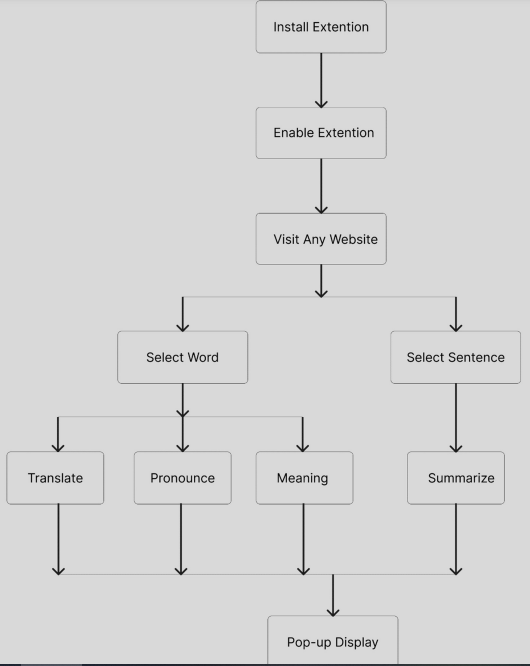 Install Extention
Enable Extention
Visit Any Website
Select Word
Select Sentence
Translate
Pronounce
Meaning
Summarize
Pop-up Display